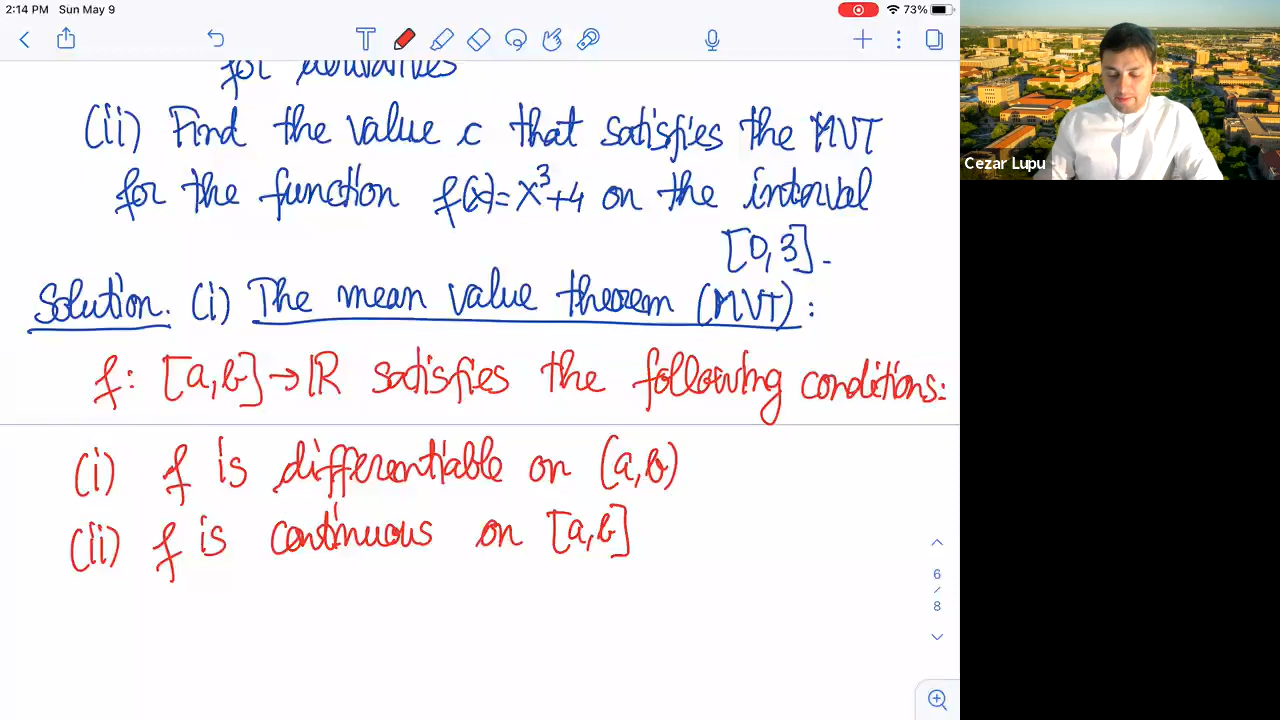 2:14 PM Sun May 9
73%
for derivatives
(ii) Find the value c that satisfies the MVT
for the function f(x)=x³+4 on the interval
[0,3].
Solution. (i) The mean value theorem (MVT):
f: [a,b]→ℝ satisfies the following conditions:
(i) f is differentiable on (a,b)
(ii) f is continuous on [a,b]
6
/
8
Cezar Lupu